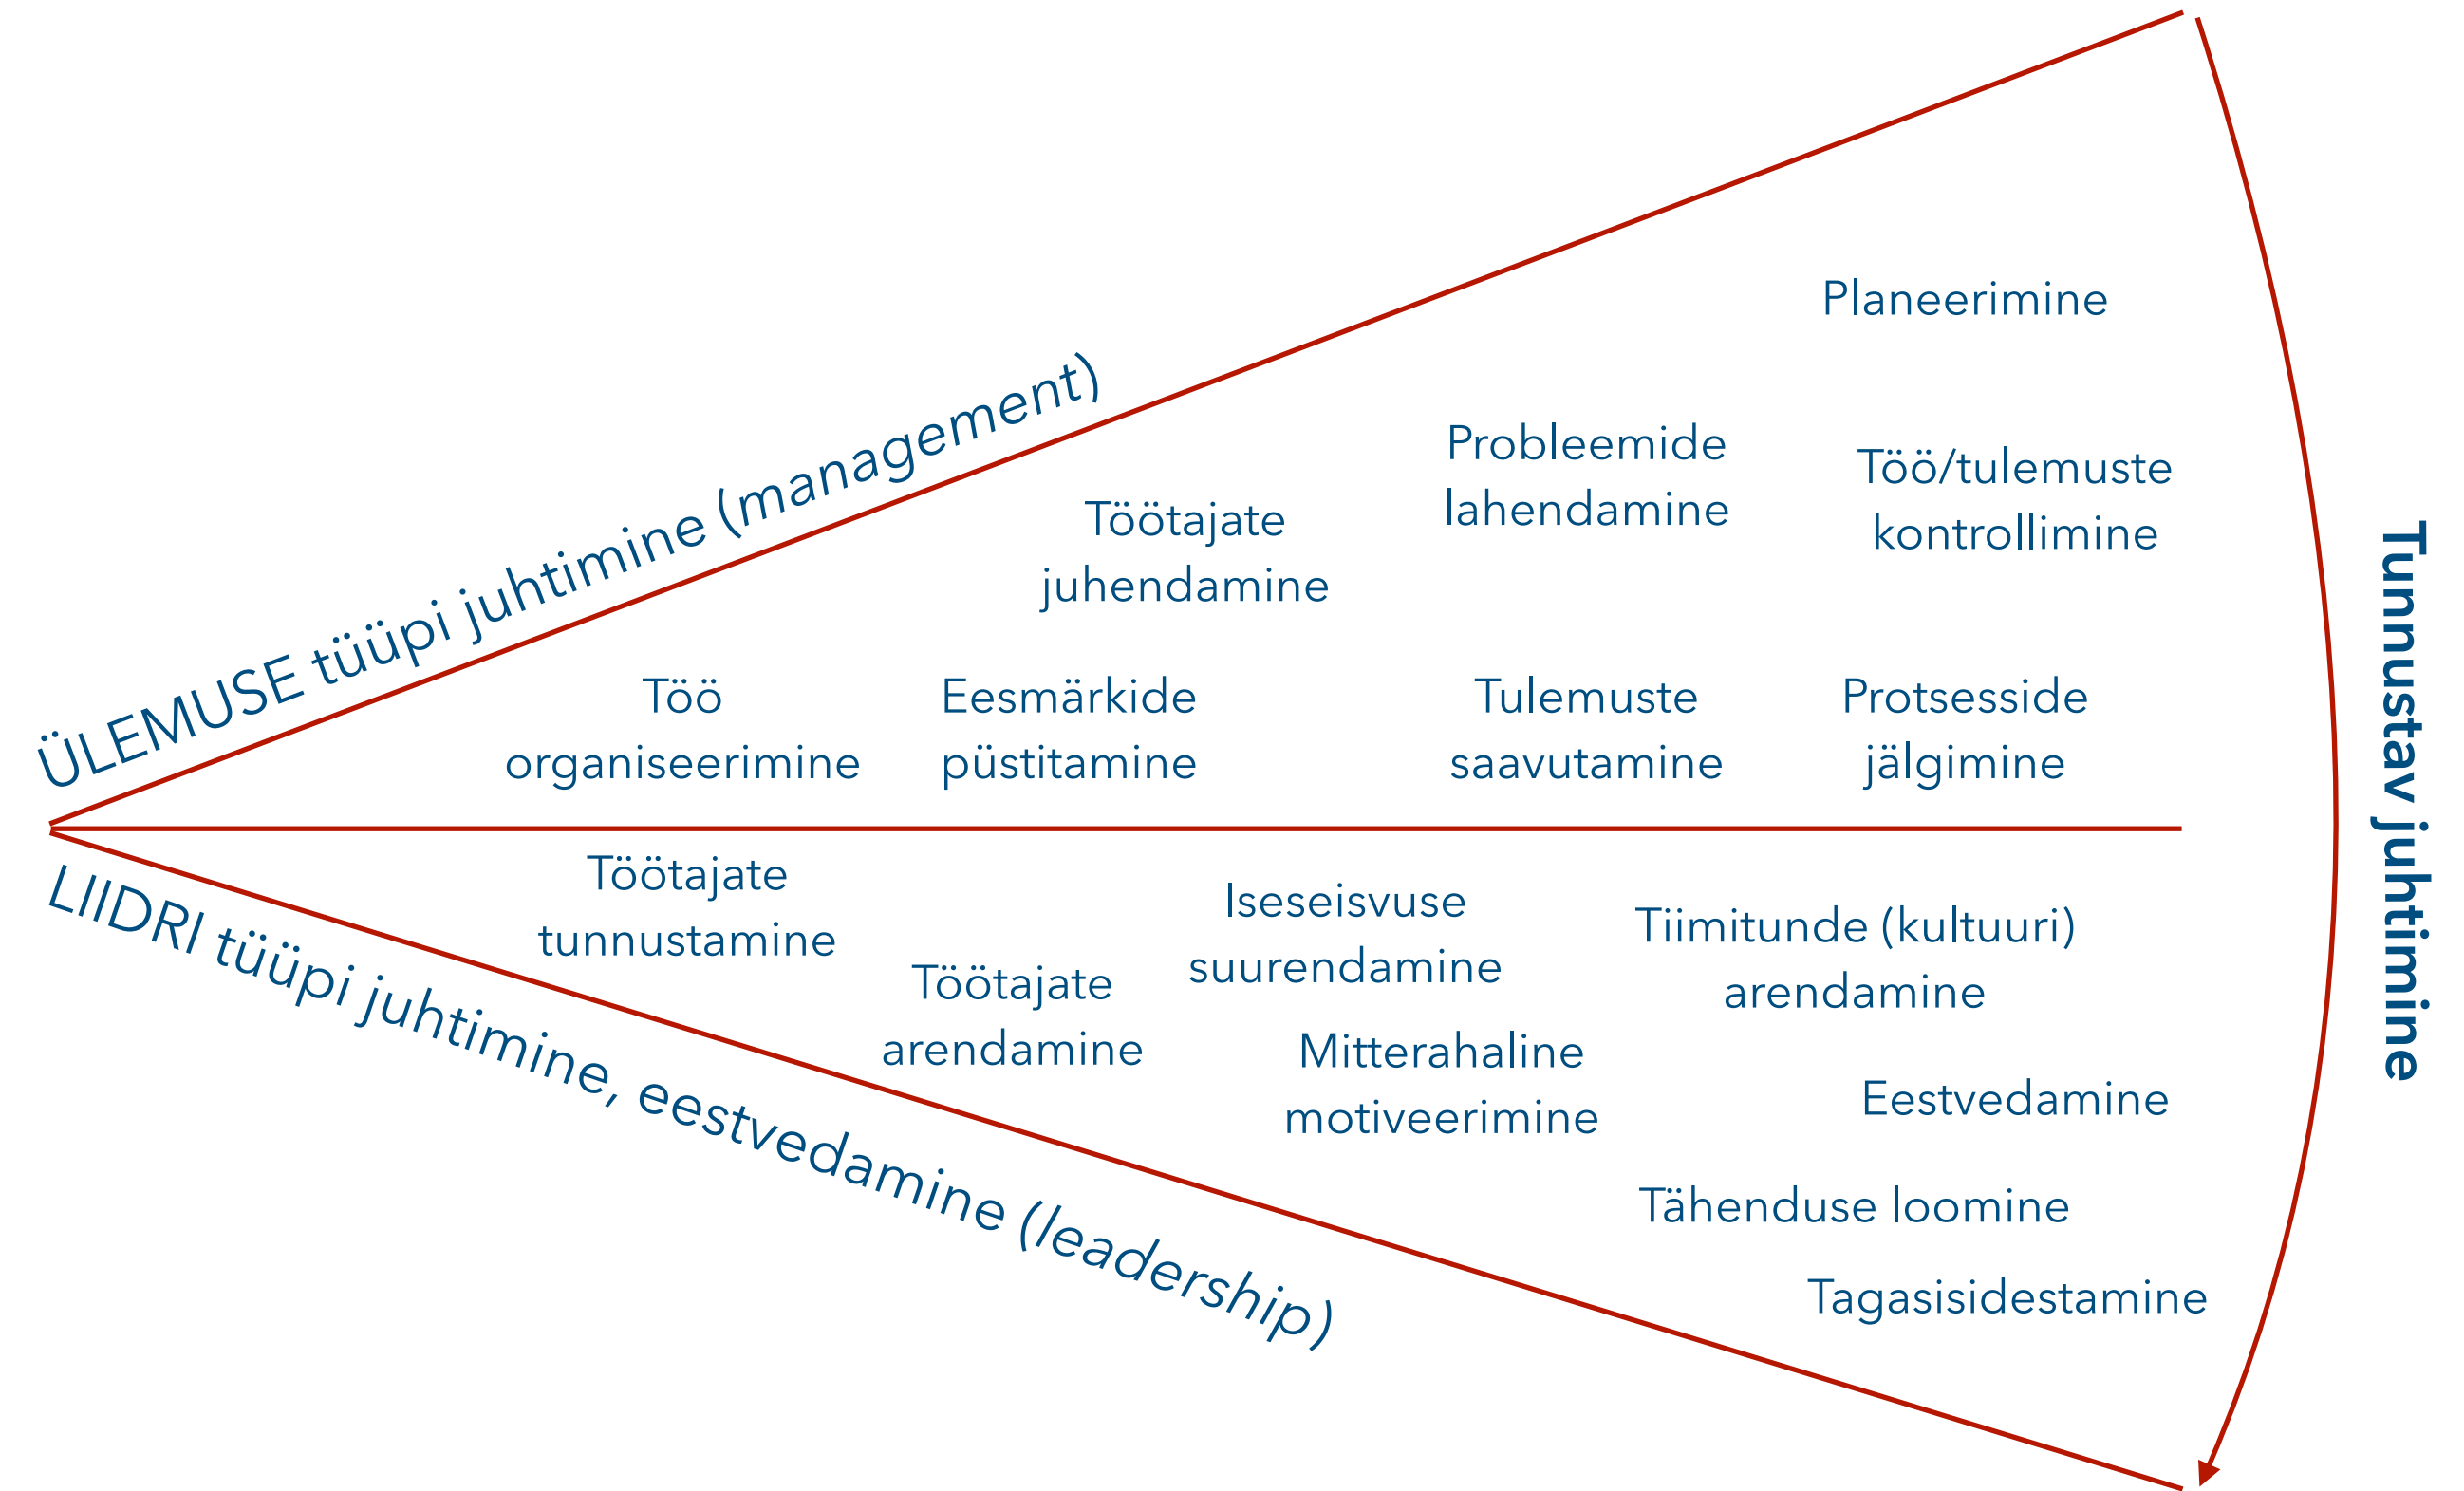 ÜLEMUSE tüüpi juhtimine (management)
Planeerimine
Probleemide
lahendamine
Töö/tulemuste
kontrollimine
Töötajate
juhendamine
Töö
organiseerimine
Eesmärkide
püstitamine
Tulemuste
saavutamine
Protsesside
jälgimine
LIIDRI tüüpi juhtimine, eestvedamine (leadership)
Töötajate
tunnustamine
Töötajate
arendamine
Iseseisvuse
suurendamine
Mitterahaline
motiveerimine
Tiimitunde (kultuuri)
arendamine
Eestvedamine
Tähenduse loomine
Tagasisidestamine
Tunnustav juhtimine